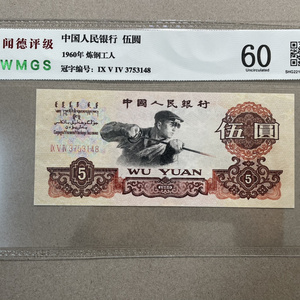 闻德评级
WMGS
中国人民银行 伍圆
1960年 炼钢工人
冠字编号: IX V IV 3753148
60
Uncirculated
中国人民银行
IX V IV 3753148
伍圆
5
WU YUAN
5